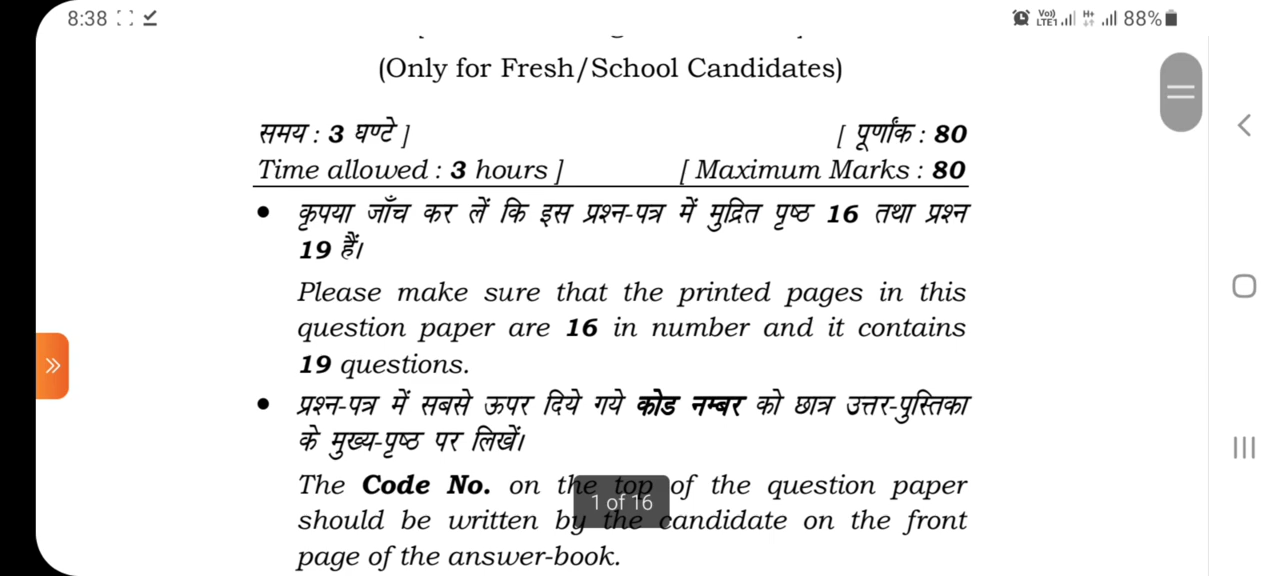 8:38
Vo)) LTE1 H+ 88%
(Only for Fresh/School Candidates)
समय : 3 घण्टे ] [ पूर्णांक : 80
Time allowed : 3 hours ] [ Maximum Marks : 80
• कृपया जाँच कर लें कि इस प्रश्न-पत्र में मुद्रित पृष्ठ 16 तथा प्रश्न
19 हैं।
Please make sure that the printed pages in this
question paper are 16 in number and it contains
19 questions.
• प्रश्न-पत्र में सबसे ऊपर दिये गये कोड नम्बर को छात्र उत्तर-पुस्तिका
के मुख्य-पृष्ठ पर लिखें।
The Code No. on the top of the question paper
1 of 16
should be written by the candidate on the front
page of the answer-book.